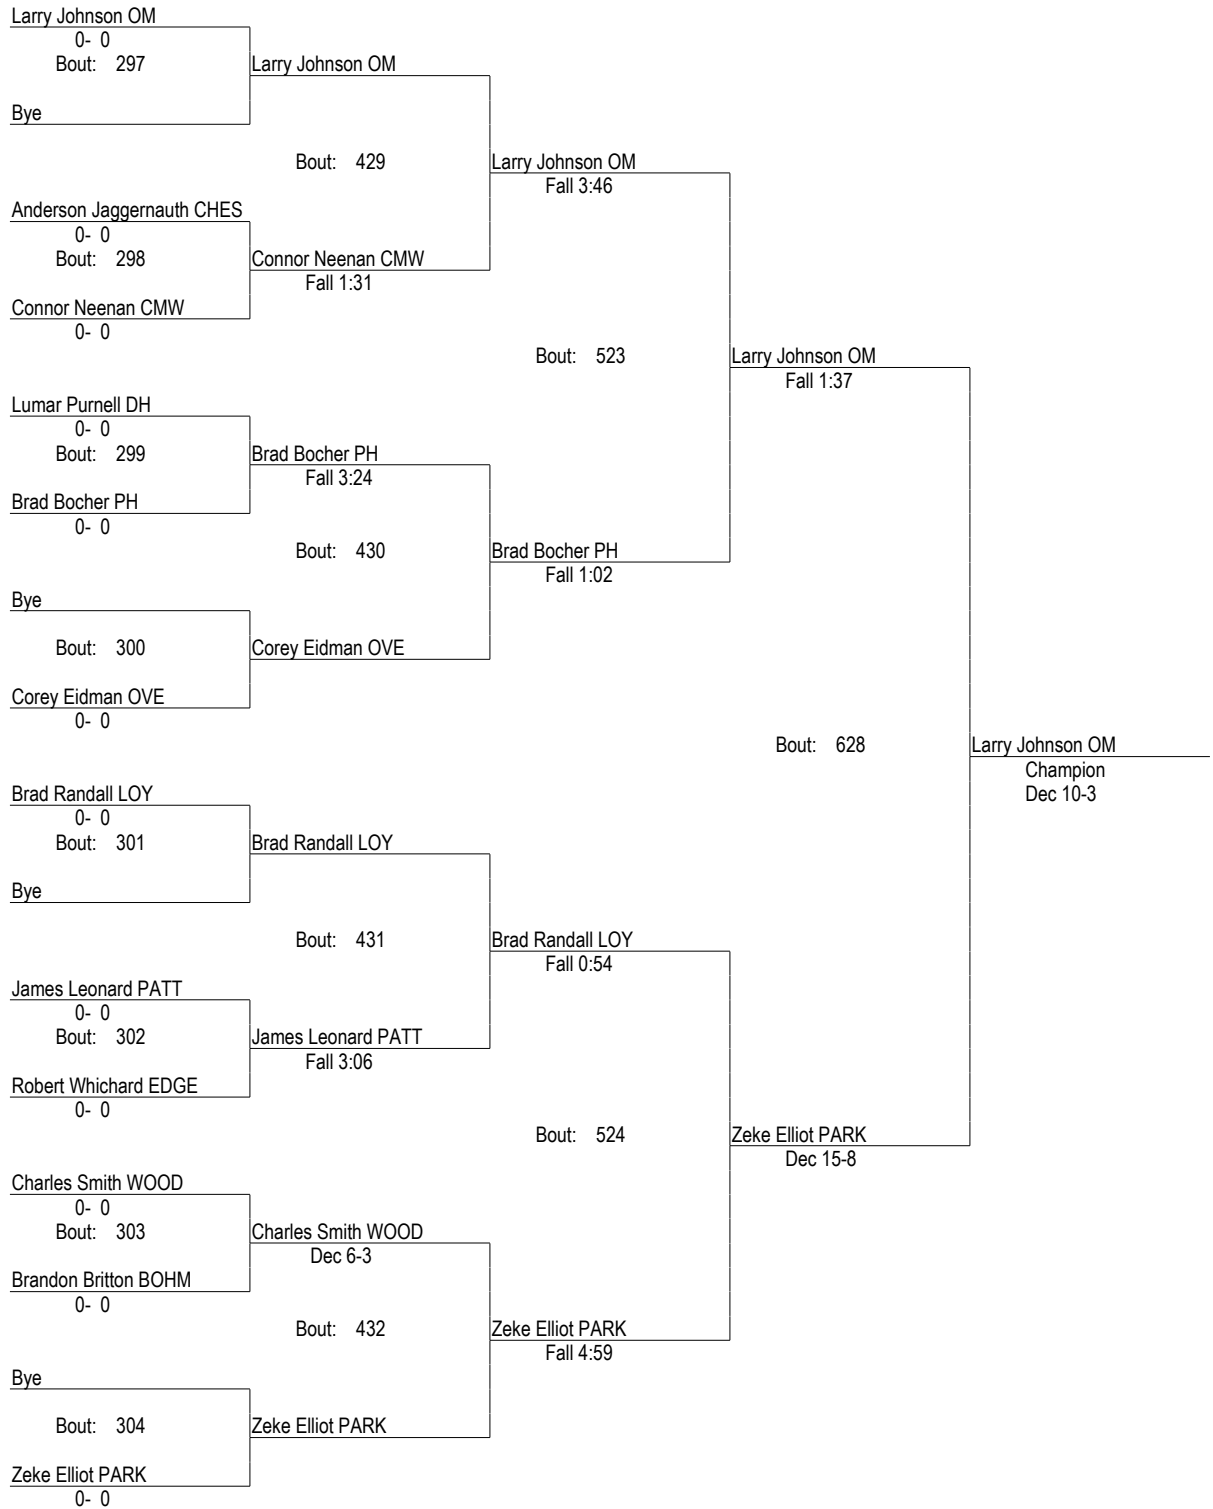 Larry Johnson OM
0- 0
Bout: 297
Larry Johnson OM
Bye
Bout: 429
Larry Johnson OM
Fall 3:46
Anderson Jaggernauth CHES
0- 0
Bout: 298
Connor Neenan CMW
Fall 1:31
Connor Neenan CMW
0- 0
Bout: 523
Larry Johnson OM
Fall 1:37
Lumar Purnell DH
0- 0
Bout: 299
Brad Bocher PH
Fall 3:24
Brad Bocher PH
0- 0
Bout: 430
Brad Bocher PH
Fall 1:02
Bye
Bout: 300
Corey Eidman OVE
Corey Eidman OVE
0- 0
Bout: 628
Larry Johnson OM
Champion
Dec 10-3
Brad Randall LOY
0- 0
Bout: 301
Brad Randall LOY
Bye
Bout: 431
Brad Randall LOY
Fall 0:54
James Leonard PATT
0- 0
Bout: 302
James Leonard PATT
Fall 3:06
Robert Whichard EDGE
0- 0
Bout: 524
Zeke Elliot PARK
Dec 15-8
Charles Smith WOOD
0- 0
Bout: 303
Charles Smith WOOD
Dec 6-3
Brandon Britton BOHM
0- 0
Bout: 432
Zeke Elliot PARK
Fall 4:59
Bye
Bout: 304
Zeke Elliot PARK
Zeke Elliot PARK
0- 0